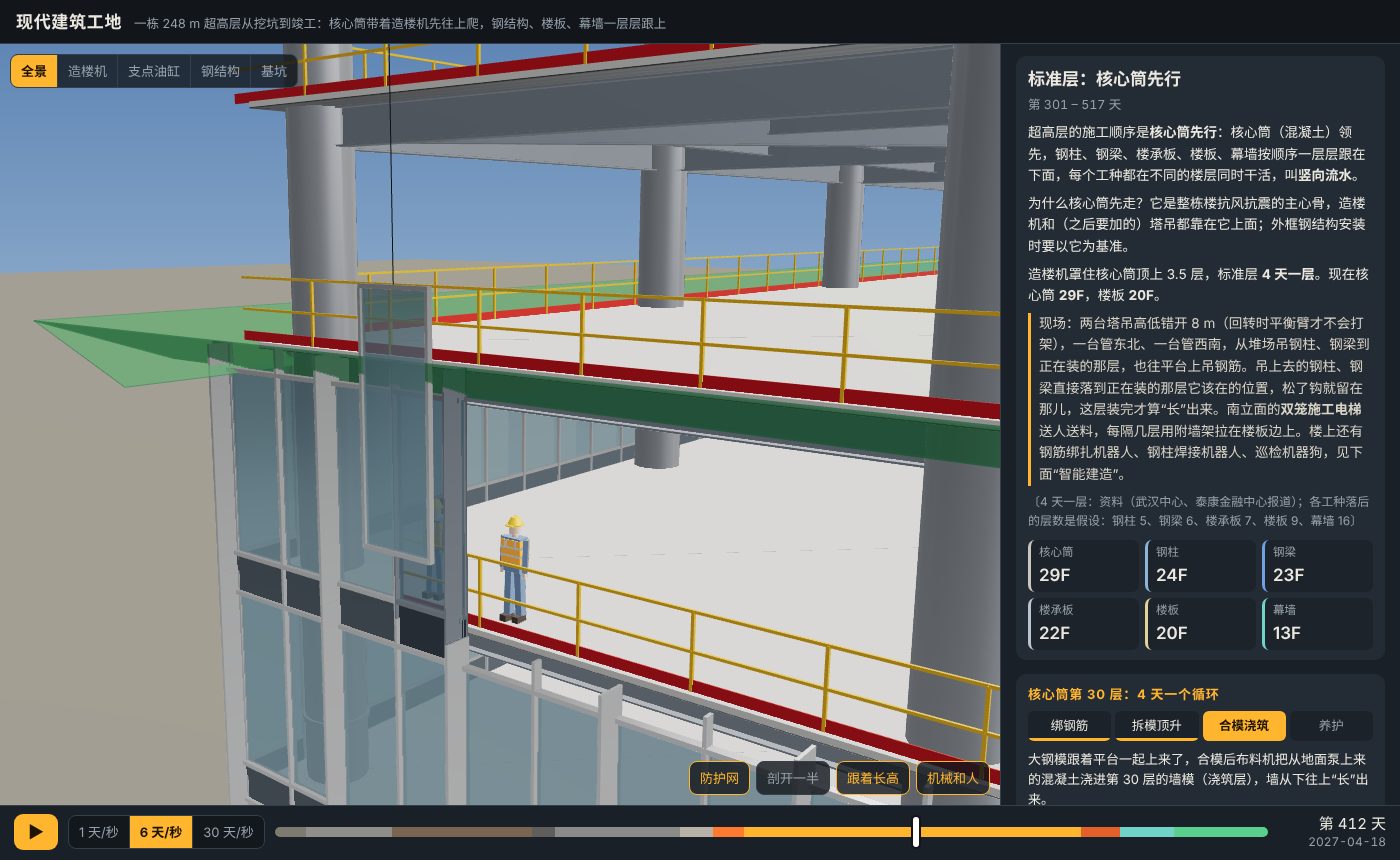 现代建筑工地 一栋 248 m 超高层从挖坑到竣工：核心筒带着造楼机先往上爬，钢结构、楼板、幕墙一层层跟上
全景 造楼机 支点油缸 钢结构 基坑
标准层：核心筒先行
第 301 – 517 天
超高层的施工顺序是核心筒先行：核心筒（混凝土）领
先，钢柱、钢梁、楼承板、楼板、幕墙按顺序一层层跟在
下面，每个工种都在不同的楼层同时干活，叫竖向流水。
为什么核心筒先走？它是整栋楼抗风抗震的主心骨，造楼
机和（之后要加的）塔吊都靠在它上面；外框钢结构安装
时要以它为基准。
造楼机罩住核心筒顶上 3.5 层，标准层 4 天一层。现在核
心筒 29F，楼板 20F。
现场：两台塔吊高低错开 8 m（回转时平衡臂才不会打
架），一台管东北、一台管西南，从堆场吊钢柱、钢梁到
正在装的那层，也往平台上吊钢筋。吊上去的钢柱、钢
梁直接落到正在装的那层它该在的位置，松了钩就留在
那儿，这层装完才算“长”出来。南立面的双笼施工电梯
送人送料，每隔几层用附墙架拉在楼板边上。楼上还有
钢筋绑扎机器人、钢柱焊接机器人、巡检机器狗，见下
面“智能建造”。
〔4 天一层：资料（武汉中心、泰康金融中心报道）；各工种落后
的层数是假设：钢柱 5、钢梁 6、楼承板 7、楼板 9、幕墙 16〕
核心筒 钢柱 钢梁
29F 24F 23F
楼承板 楼板 幕墙
22F 20F 13F
核心筒第 30 层：4 天一个循环
绑钢筋 拆模顶升 合模浇筑 养护
大钢模跟着平台一起上来了，合模后布料机把从地面泵上来
的混凝土浇进第 30 层的墙模（浇筑层），墙从下往上“长”出
来。
防护网 剖开一半 跟着长高 机械和人
1 天/秒 6 天/秒 30 天/秒
第 412 天
2027-04-18